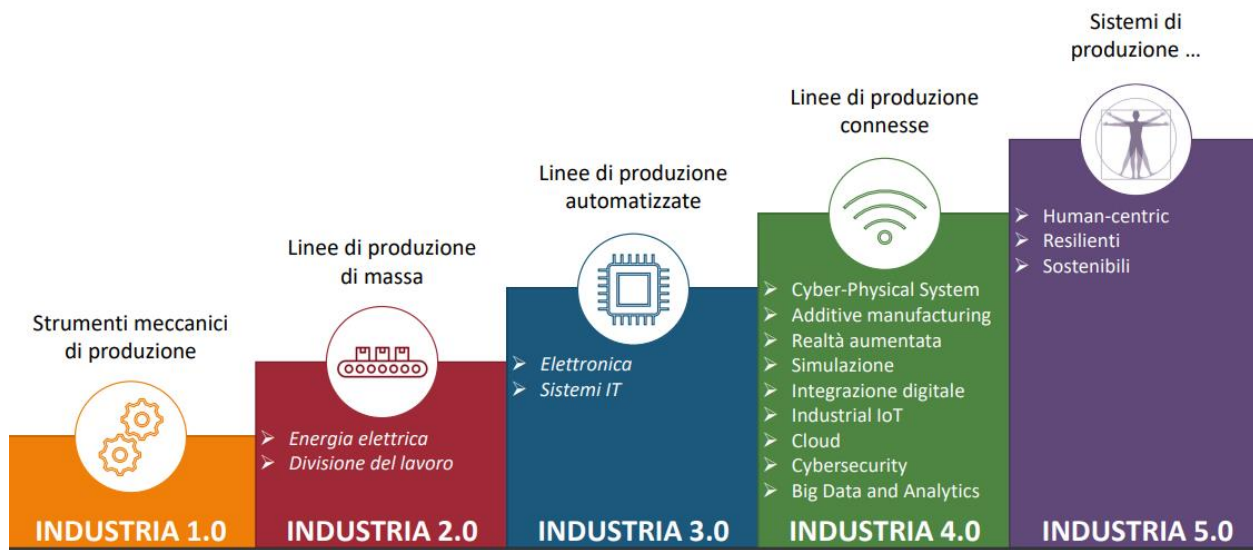 Strumenti meccanici
di produzione
INDUSTRIA 1.0
Linee di produzione
di massa
➢ Energia elettrica
➢ Divisione del lavoro
INDUSTRIA 2.0
Linee di produzione
automatizzate
➢ Elettronica
➢ Sistemi IT
INDUSTRIA 3.0
Linee di produzione
connesse
➢ Cyber-Physical System
➢ Additive manufacturing
➢ Realtà aumentata
➢ Simulazione
➢ Integrazione digitale
➢ Industrial IoT
➢ Cloud
➢ Cybersecurity
➢ Big Data and Analytics
INDUSTRIA 4.0
Sistemi di
produzione ...
➢ Human-centric
➢ Resilienti
➢ Sostenibili
INDUSTRIA 5.0